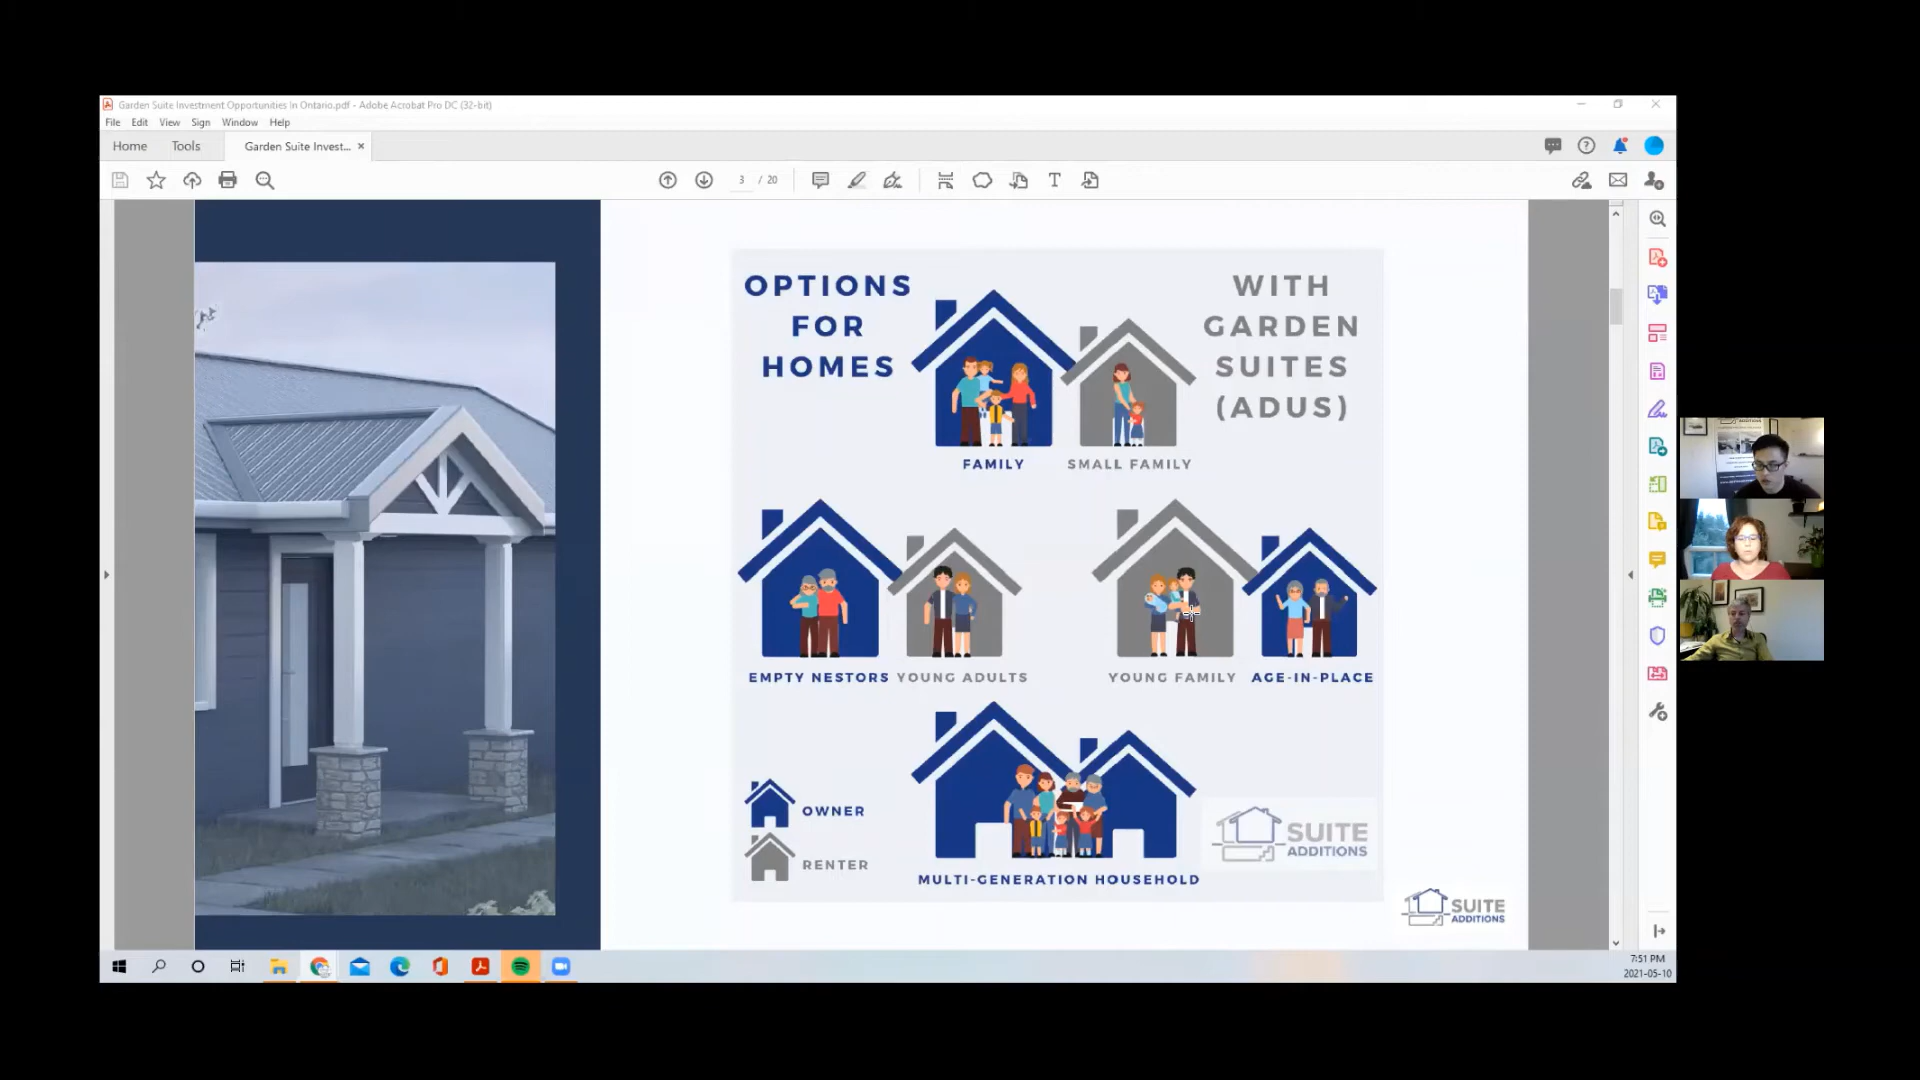 Garden Suite Investment Opportunities in Ontario.pdf - Adobe Acrobat Pro DC (32-bit)
File Edit View Sign Window Help
Home Tools Garden Suite Invest... ×
3 / 20
OPTIONS
FOR
HOMES
WITH
GARDEN
SUITES
(ADUS)
FAMILY SMALL FAMILY
EMPTY NESTORS YOUNG ADULTS YOUNG FAMILY AGE-IN-PLACE
OWNER
RENTER
MULTI-GENERATION HOUSEHOLD
SUITE
ADDITIONS
SUITE
ADDITIONS
7:51 PM
2021-05-10